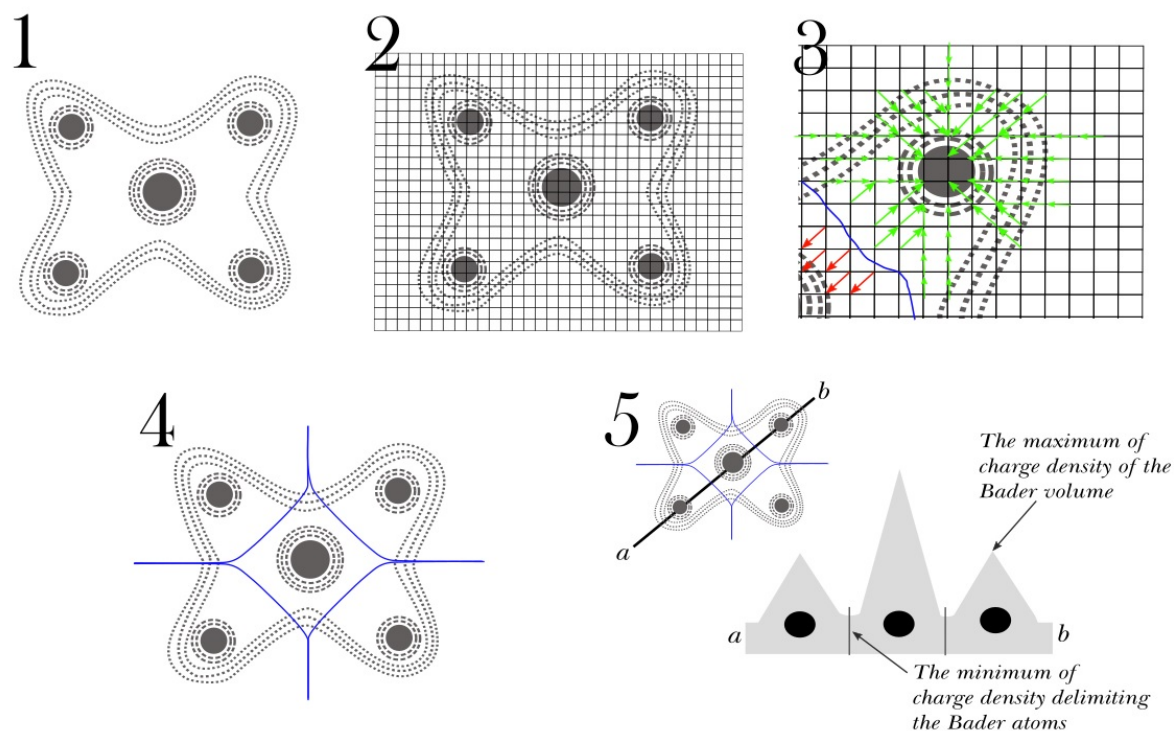 1
2
3
4
5
b
a
The maximum of
charge density of the
Bader volume
a
b
The minimum of
charge density delimiting
the Bader atoms